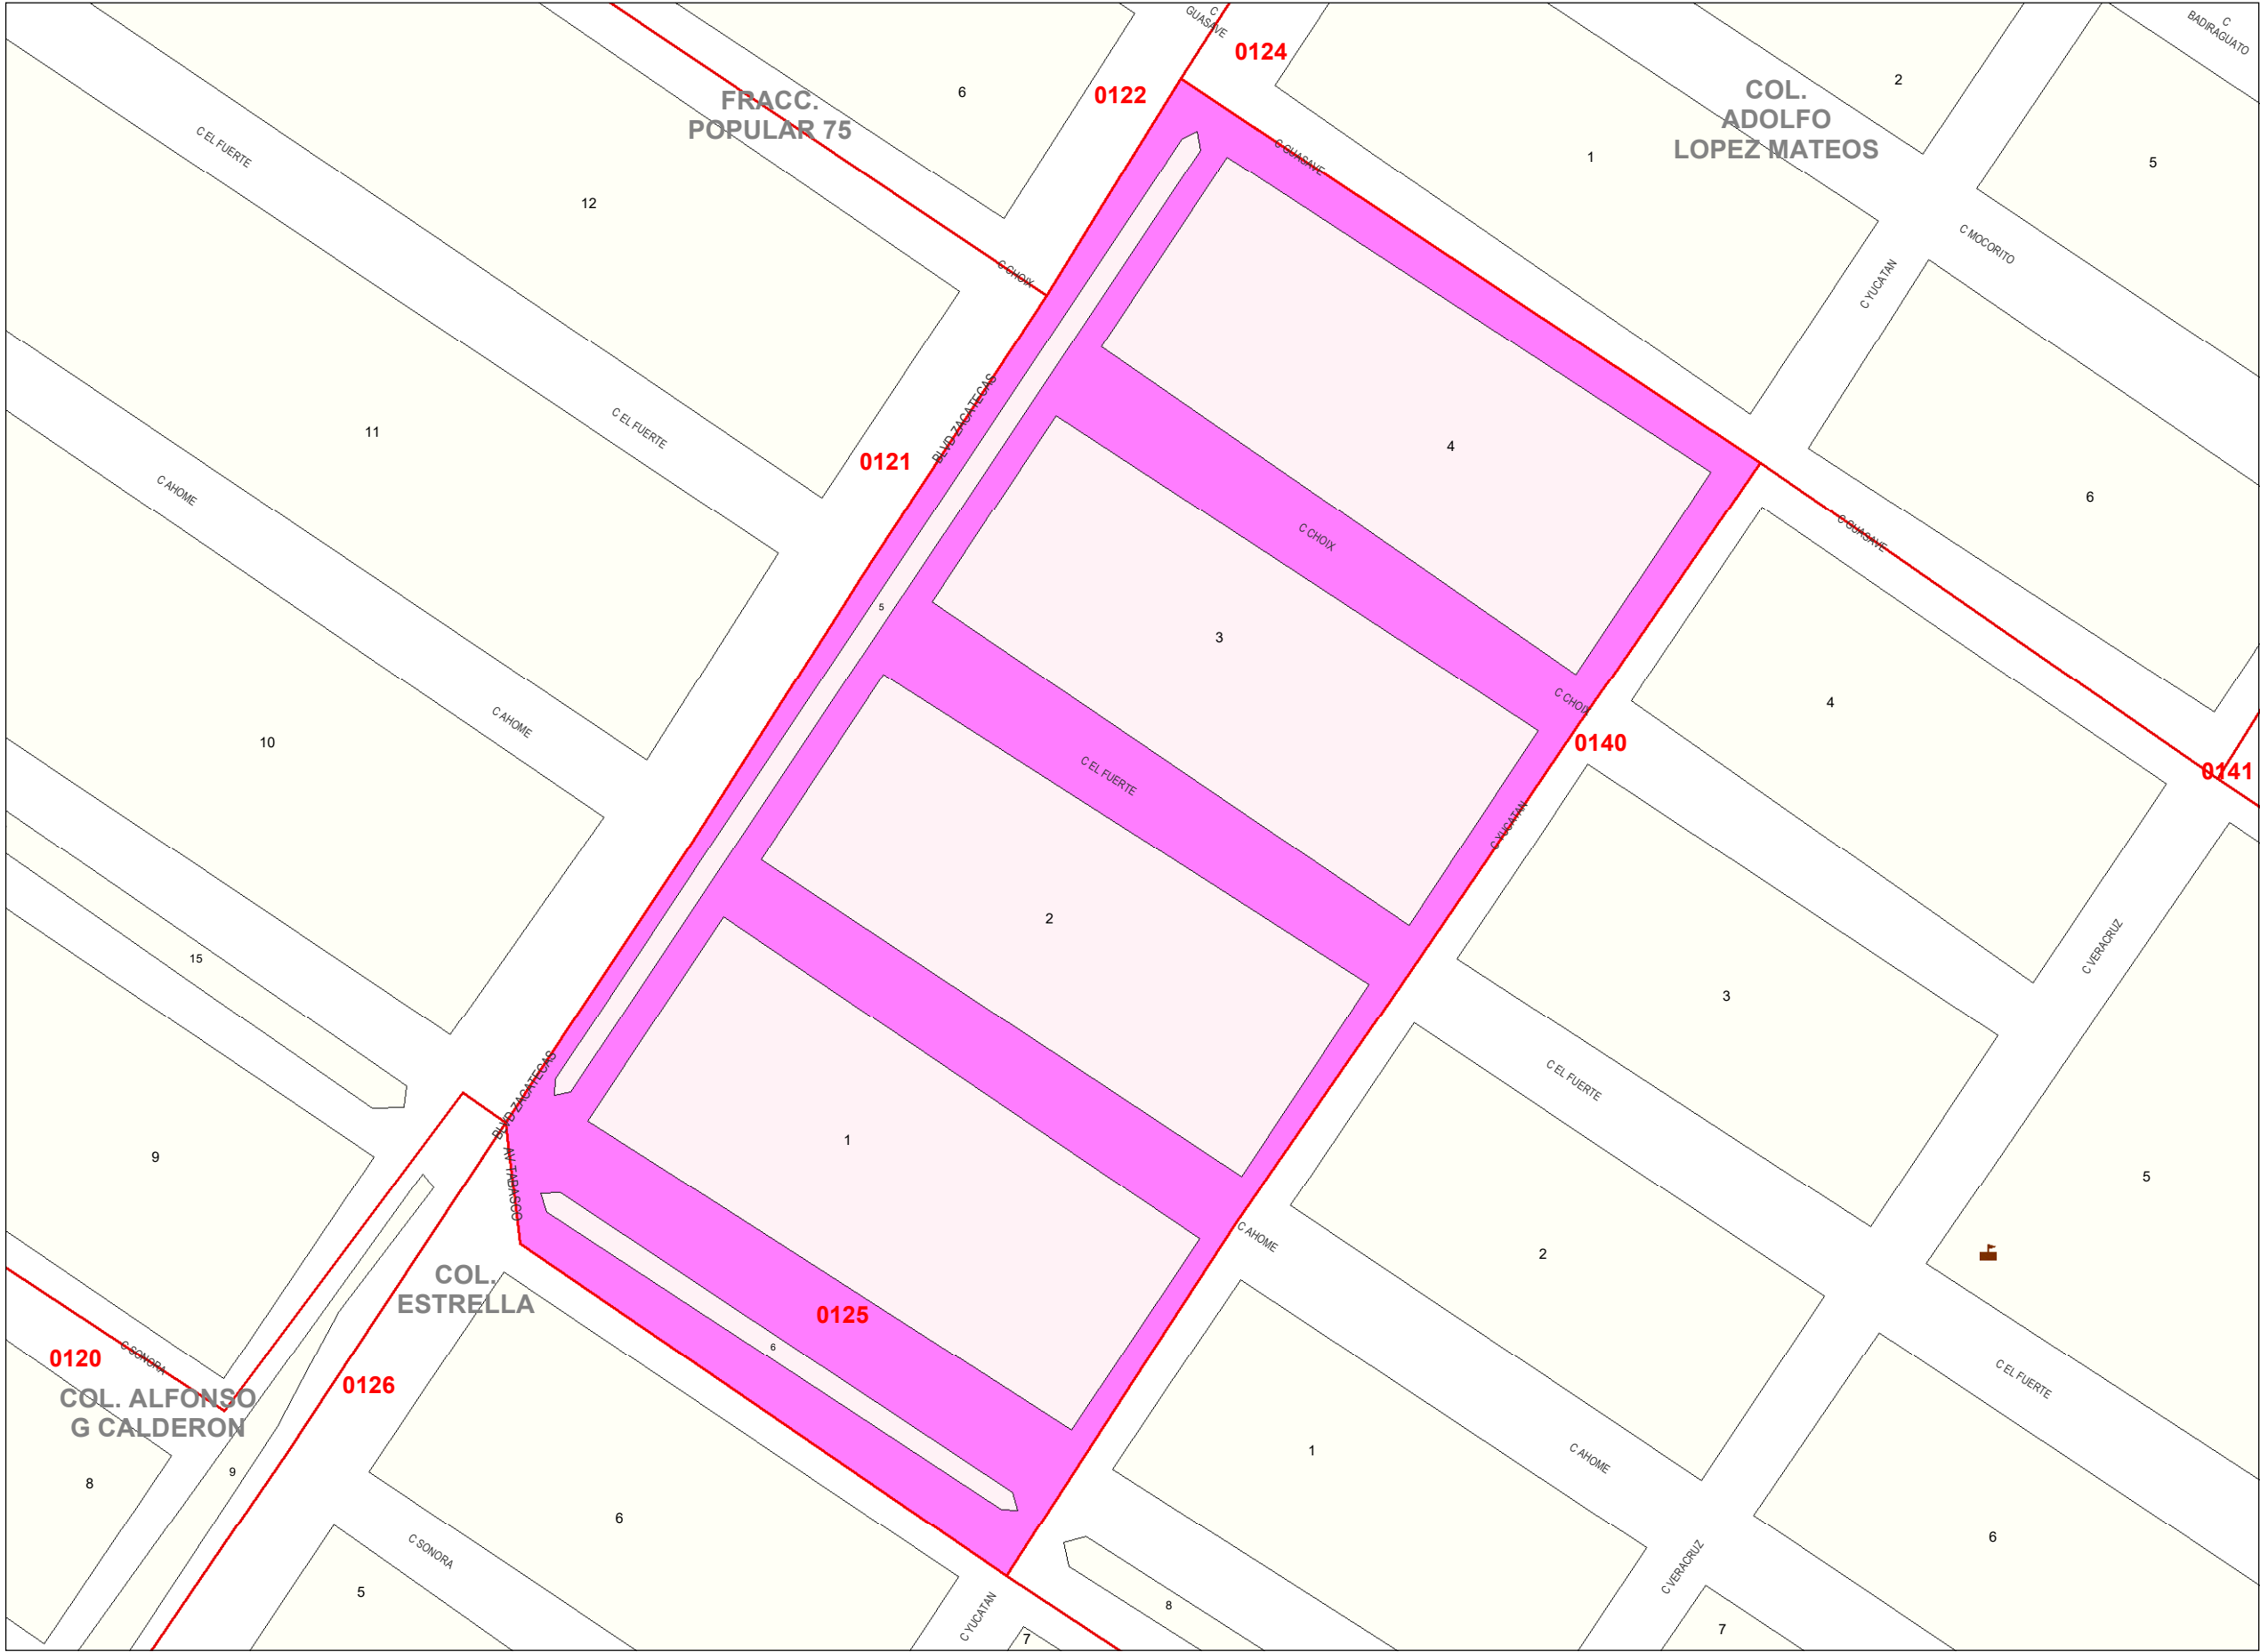 C
GUASAVE
0124
C
BADIRAGUATO
6
0122
FRACC.
POPULAR 75
COL.
ADOLFO
LOPEZ MATEOS
2
C EL FUERTE
12
C GUASAVE
1
5
C MOCORITO
C YUCATAN
C CHOIX
BLVD ZACATECAS
11
C EL FUERTE
0121
4
C AHOME
6
C CHOIX
C GUASAVE
5
3
C CHOIX
4
C AHOME
10
0140
C EL FUERTE
0141
C YUCATAN
2
C VERACRUZ
15
3
BLVD ZACATECAS
C EL FUERTE
1
9
AV TABASCO
5
C AHOME
2
COL.
ESTRELLA
0125
6
0120
C SONORA
0126
C EL FUERTE
COL. ALFONSO
G CALDERON
1
C AHOME
9
8
6
C SONORA
6
C VERACRUZ
5
C YUCATAN
8
7
7